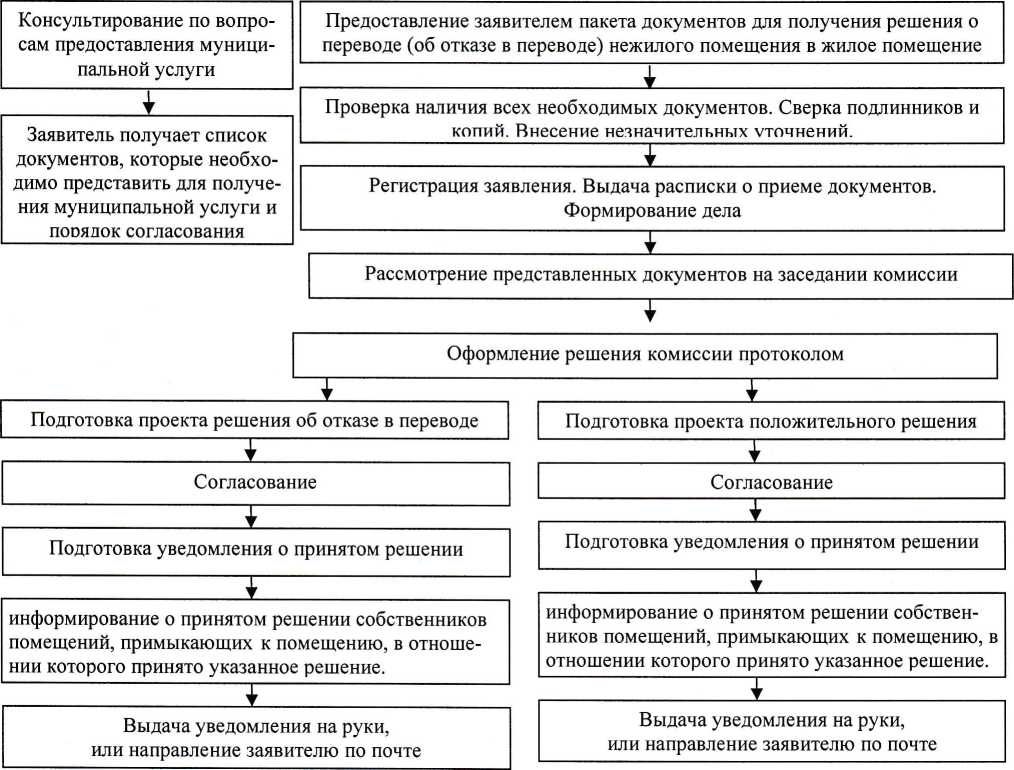 Консультирование по вопро-
сам предоставления муници-
пальной услуги
Заявитель получает список
документов, которые необхо-
димо представить для получе-
ния муниципальной услуги и
порядок согласования
Предоставление заявителем пакета документов для получения решения о
переводе (об отказе в переводе) нежилого помещения в жилое помещение
Проверка наличия всех необходимых документов. Сверка подлинников и
копий. Внесение незначительных уточнений.
Регистрация заявления. Выдача расписки о приеме документов.
Формирование дела
Рассмотрение представленных документов на заседании комиссии
Оформление решения комиссии протоколом
Подготовка проекта решения об отказе в переводе
Согласование
Подготовка уведомления о принятом решении
информирование о принятом решении собственников
помещений, примыкающих к помещению, в отноше-
нии которого принято указанное решение.
Выдача уведомления на руки,
или направление заявителю по почте
Подготовка проекта положительного решения
Согласование
Подготовка уведомления о принятом решении
информирование о принятом решении собствен-
ников помещений, примыкающих к помещению, в
отношении которого принято указанное решение.
Выдача уведомления на руки,
или направление заявителю по почте